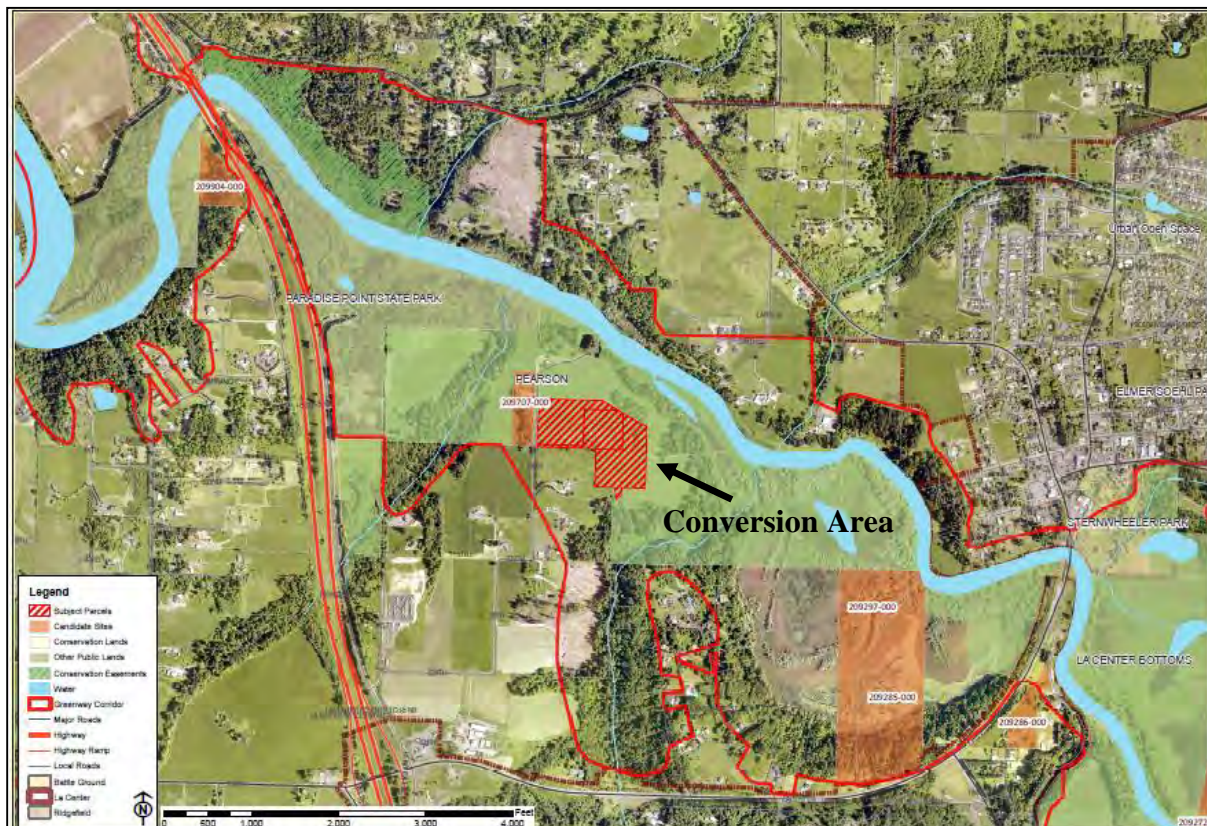 209904-000
Urban Open Space
PARADISE POINT STATE PARK
PEARSON
209707-000
ELMER SOEHL PA
Conversion Area
STERNWHEELER PARK
209297-000
LA CENTER BOTTOMS
209285-000
209286-000
209272
Legend
Subject Parcels
Candidate Sites
Conservation Lands
Other Public Lands
Conservation Easements
Water
Greenway Corridor
Major Roads
Highway
Highway Ramp
Local Roads
Battle Ground
La Center
Ridgefield
N
Feet
0 500 1,000 2,000 3,000 4,000